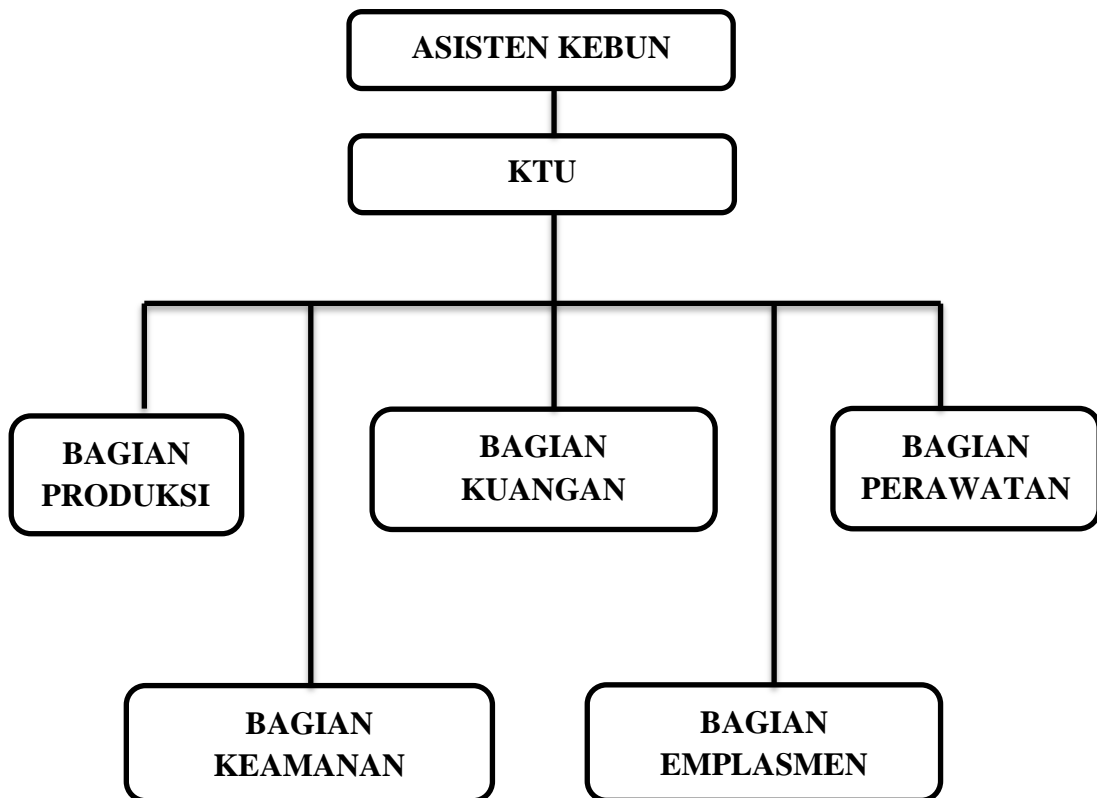 ASISTEN KEBUN
KTU
BAGIAN
PRODUKSI
BAGIAN
KUANGAN
BAGIAN
PERAWATAN
BAGIAN
KEAMANAN
BAGIAN
EMPLASMEN